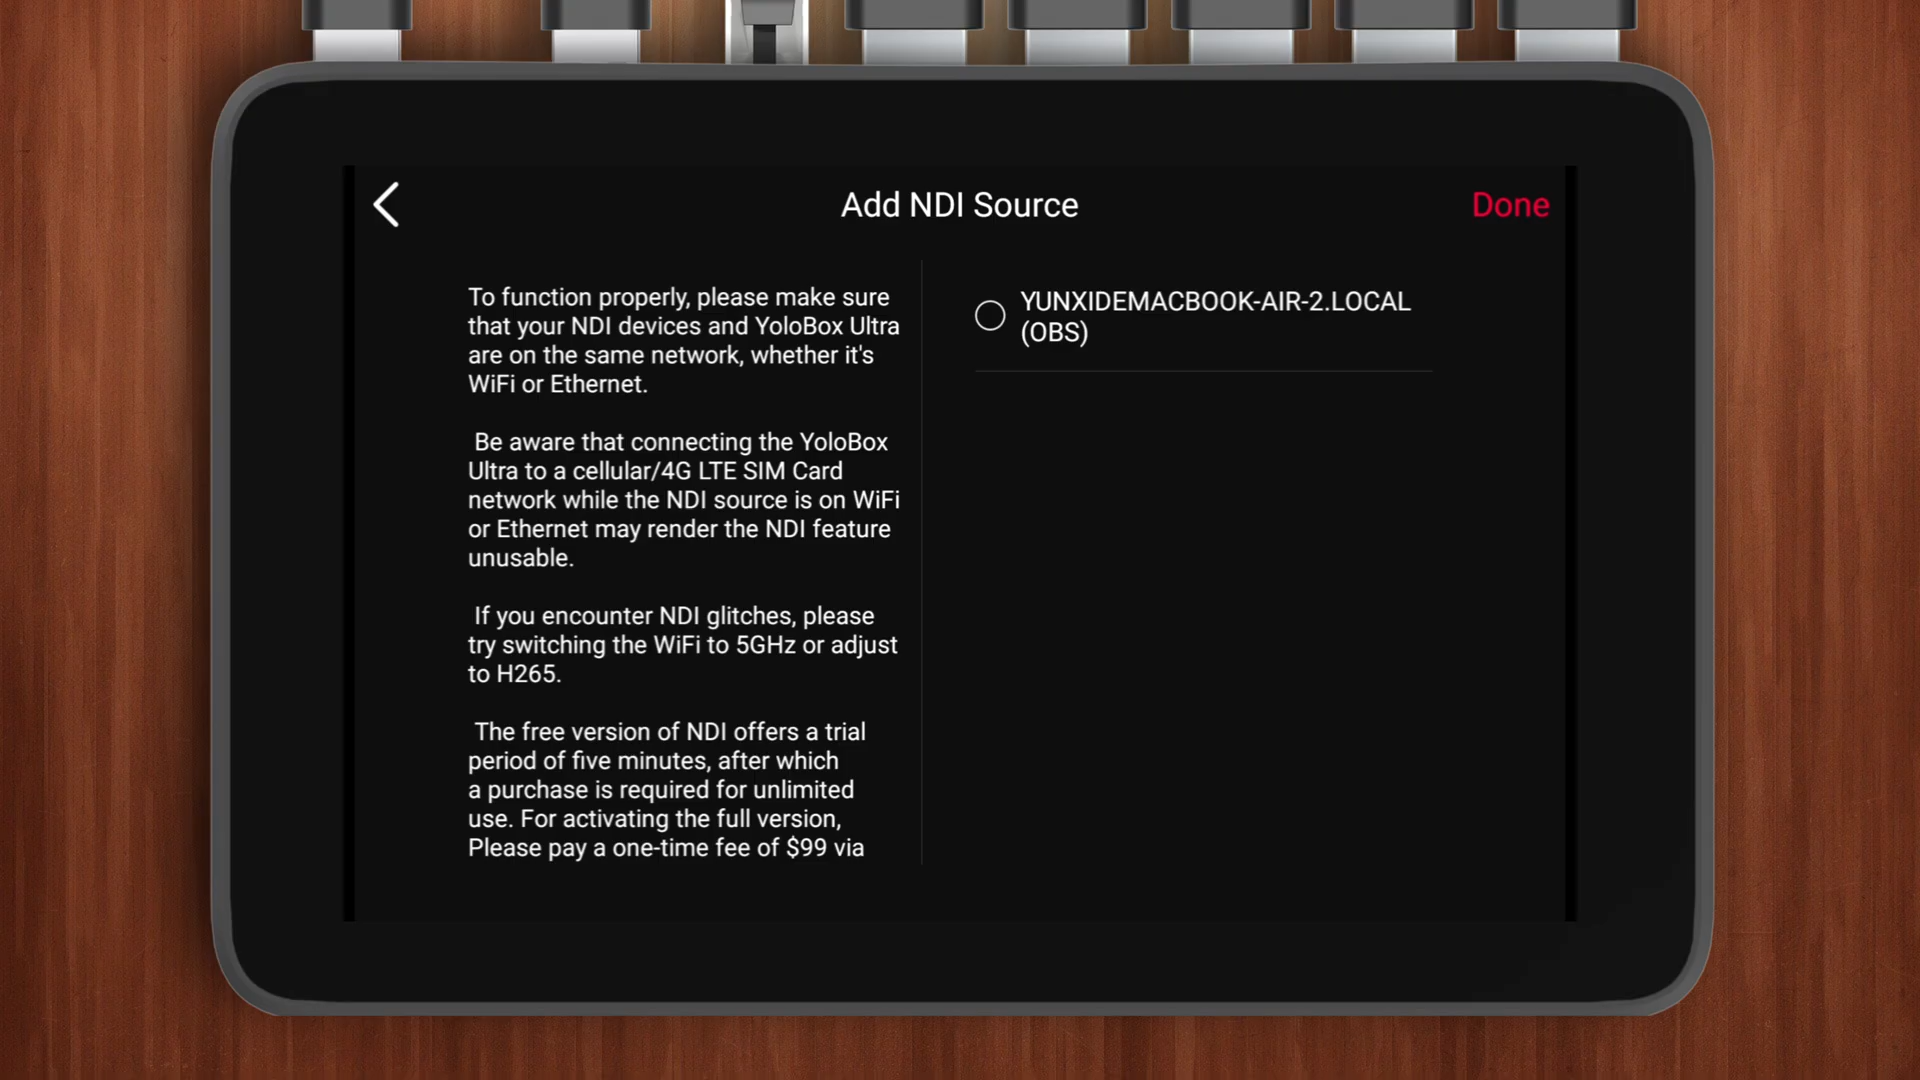 Add NDI Source
Done
To function properly, please make sure
that your NDI devices and YoloBox Ultra
are on the same network, whether it's
WiFi or Ethernet.
Be aware that connecting the YoloBox
Ultra to a cellular/4G LTE SIM Card
network while the NDI source is on WiFi
or Ethernet may render the NDI feature
unusable.
If you encounter NDI glitches, please
try switching the WiFi to 5GHz or adjust
to H265.
The free version of NDI offers a trial
period of five minutes, after which
a purchase is required for unlimited
use. For activating the full version,
Please pay a one-time fee of $99 via
YUNXIDEMACBOOK-AIR-2.LOCAL
(OBS)